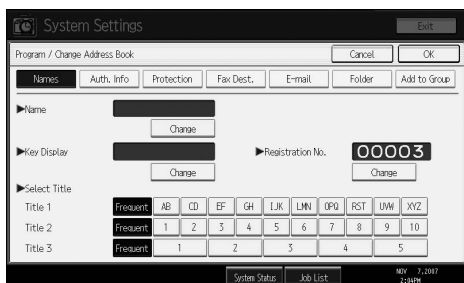 System Settings Exit
Program / Change Address Book Cancel OK
Names Auth. Info Protection Fax Dest. E-mail Folder Add to Group
▶Name
Change
▶Key Display ▶Registration No. 00003
Change Change
▶Select Title
Title 1 Frequent AB CD EF GH IJK LMN OPQ RST UVW XYZ
Title 2 Frequent 1 2 3 4 5 6 7 8 9 10
Title 3 Frequent 1 2 3 4 5
System Status Job List NOV 7,2007
2:04PM